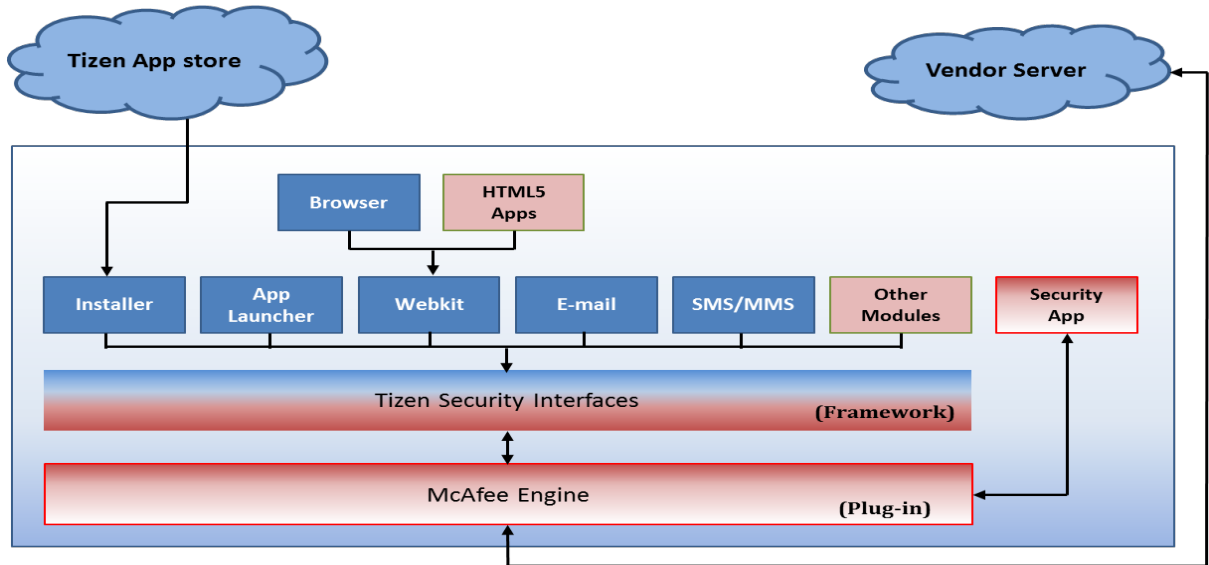 Tizen App store
Vendor Server
Browser
HTML5
Apps
Installer
App
Launcher
Webkit
E-mail
SMS/MMS
Other
Modules
Security
App
Tizen Security Interfaces
(Framework)
McAfee Engine
(Plug-in)